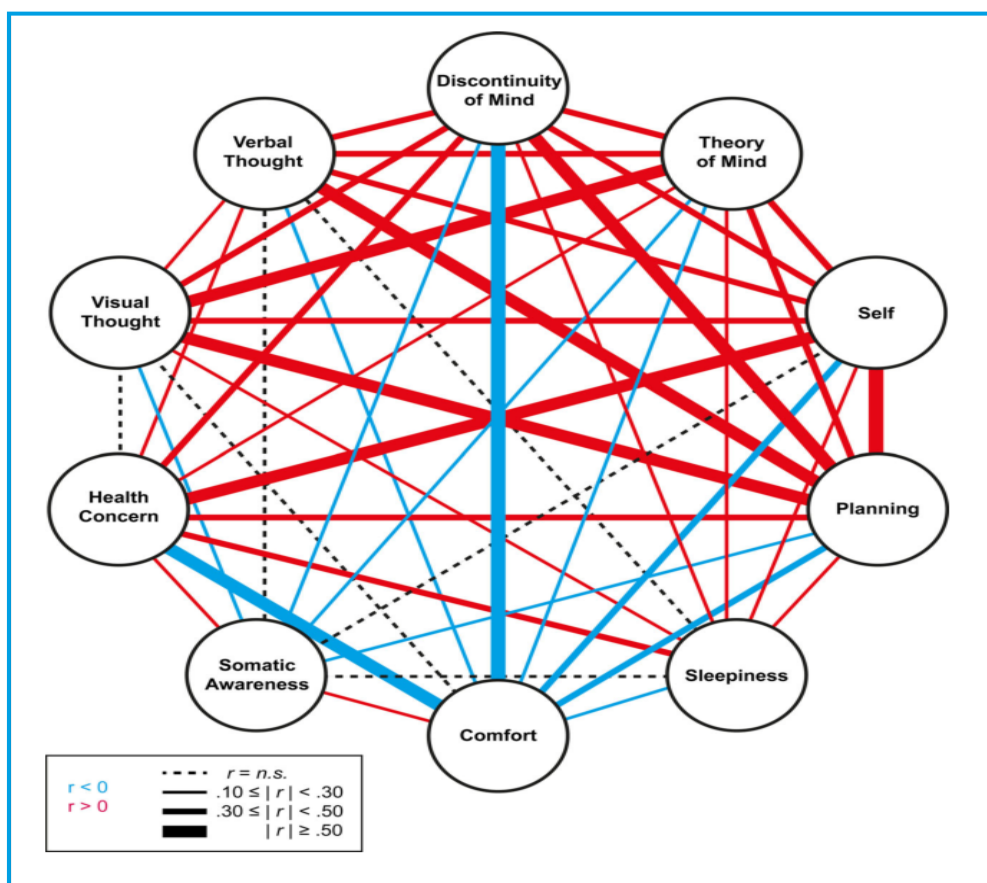 Discontinuity
of Mind
Verbal
Thought
Theory
of Mind
Visual
Thought
Self
Health
Concern
Planning
Somatic
Awareness
Sleepiness
Comfort
r = n.s.
r < 0
.10 ≤ | r | < .30
r > 0
.30 ≤ | r | < .50
| r | ≥ .50